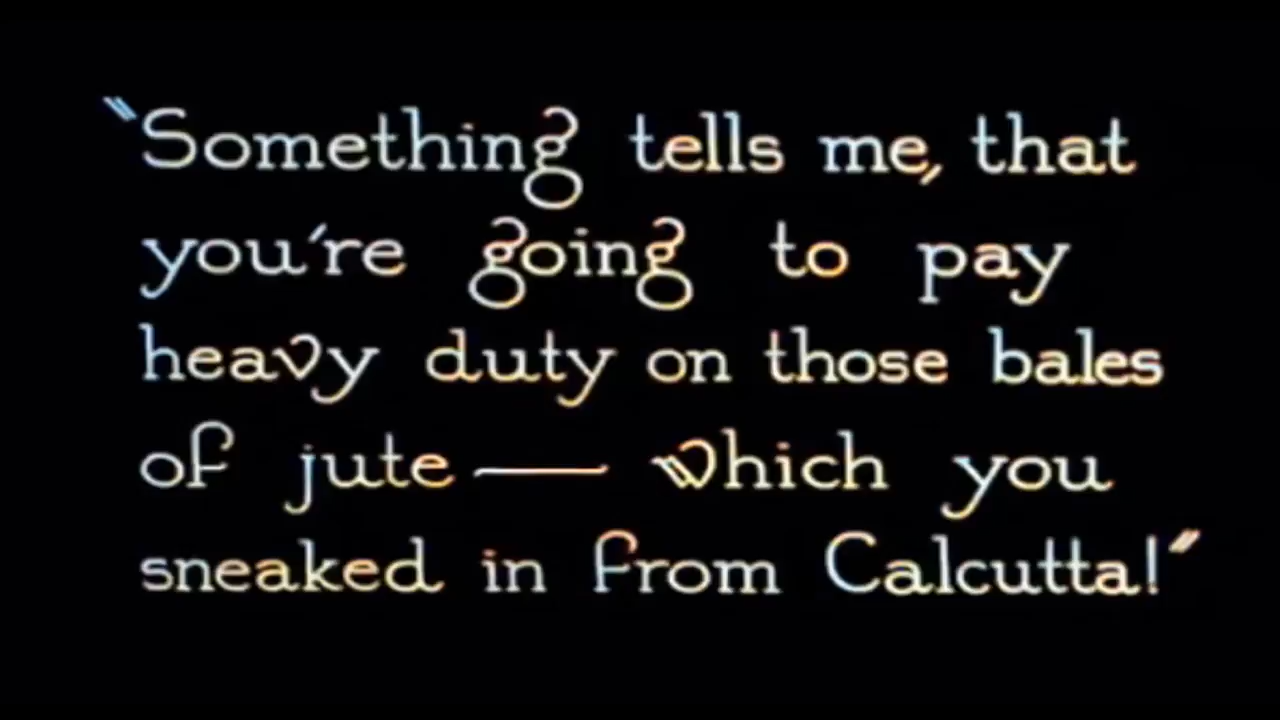 "Something tells me, that
you're going to pay
heavy duty on those bales
of jute — which you
sneaked in from Calcutta!"